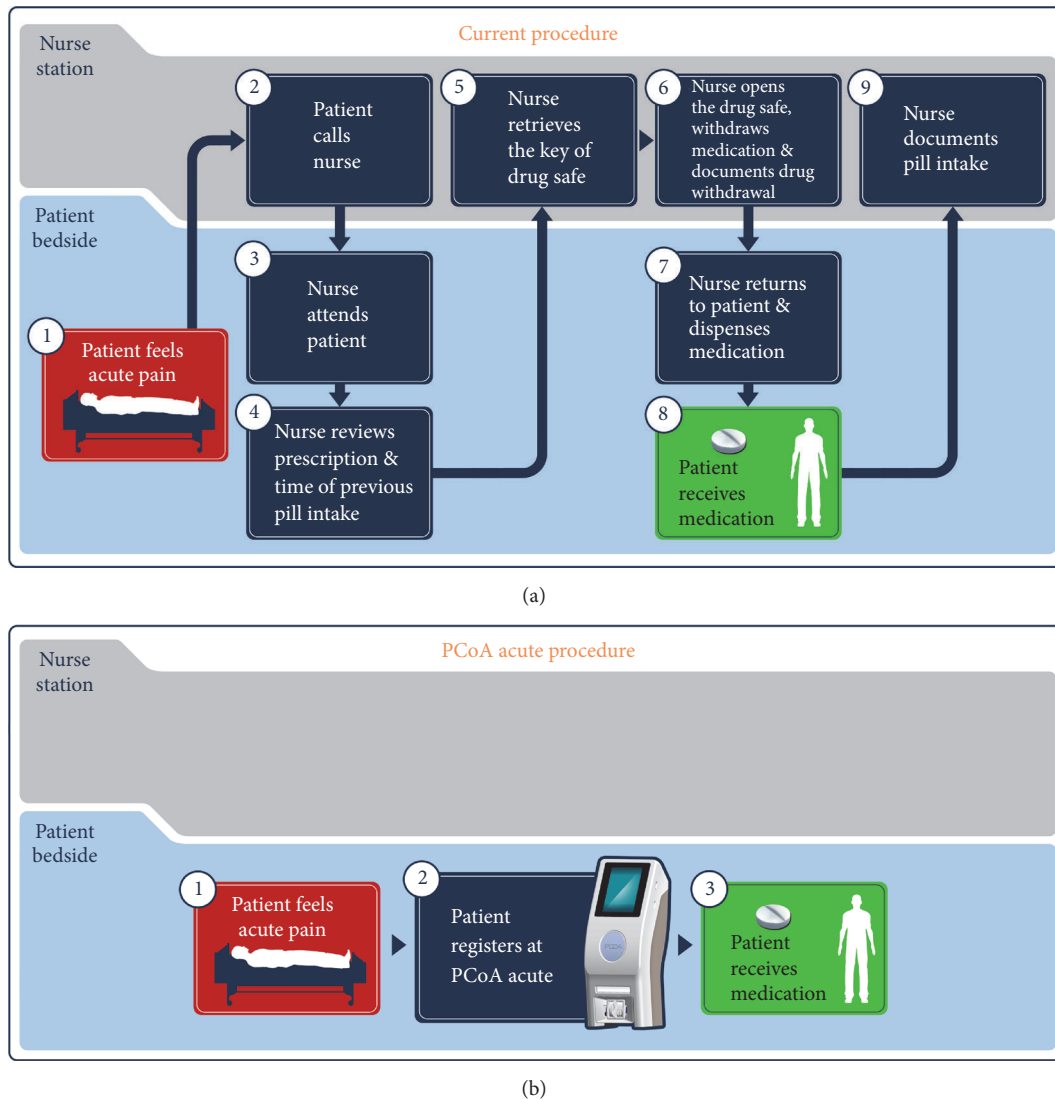 Current procedure
Nurse
station
2
Patient
calls
nurse
5
Nurse
retrieves
the key of
drug safe
6
Nurse opens
the drug safe,
withdraws
medication &
documents drug
withdrawal
9
Nurse
documents
pill intake
Patient
bedside
3
Nurse
attends
patient
7
Nurse returns
to patient &
dispenses
medication
1
Patient feels
acute pain
4
Nurse reviews
prescription &
time of previous
pill intake
8
Patient
receives
medication
(a)
PCoA acute procedure
Nurse
station
Patient
bedside
1
Patient feels
acute pain
2
Patient
registers at
PCoA acute
PCOA
3
Patient
receives
medication
(b)